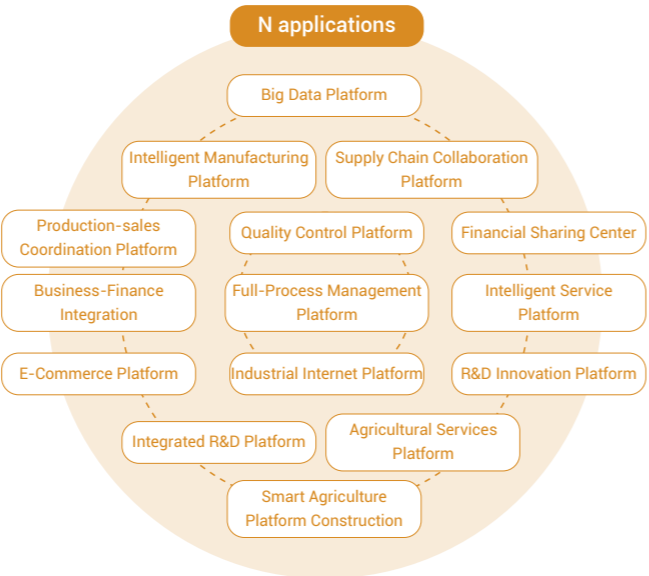 N applications
Big Data Platform
Intelligent Manufacturing
Platform
Supply Chain Collaboration
Platform
Production-sales
Coordination Platform
Quality Control Platform
Financial Sharing Center
Business-Finance
Integration
Full-Process Management
Platform
Intelligent Service
Platform
E-Commerce Platform
Industrial Internet Platform
R&D Innovation Platform
Integrated R&D Platform
Agricultural Services
Platform
Smart Agriculture
Platform Construction